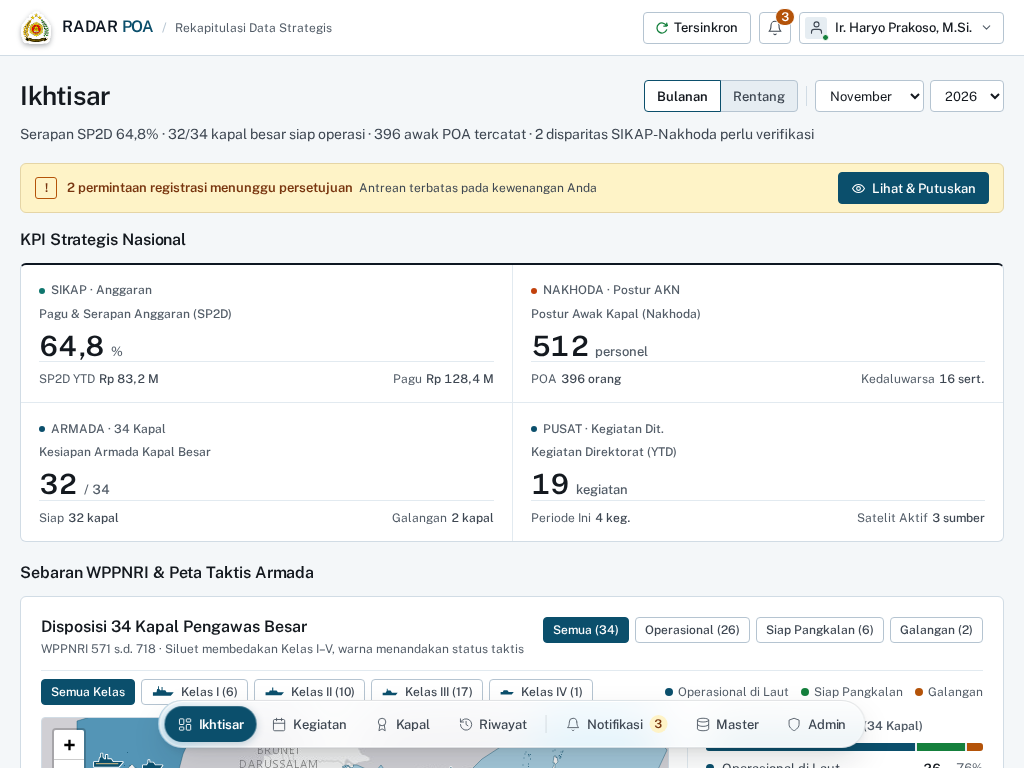 RADAR POA / Rekapitulasi Data Strategis
Tersinkron
3
Ir. Haryo Prakoso, M.Si.
Ikhtisar
Bulanan
Rentang
November
2026
Serapan SP2D 64,8% · 32/34 kapal besar siap operasi · 396 awak POA tercatat · 2 disparitas SIKAP-Nakhoda perlu verifikasi
! 2 permintaan registrasi menunggu persetujuan Antrean terbatas pada kewenangan Anda
Lihat & Putuskan
KPI Strategis Nasional
SIKAP · Anggaran
Pagu & Serapan Anggaran (SP2D)
64,8 %
SP2D YTD Rp 83,2 M
Pagu Rp 128,4 M
NAKHODA · Postur AKN
Postur Awak Kapal (Nakhoda)
512 personel
POA 396 orang
Kedaluwarsa 16 sert.
ARMADA · 34 Kapal
Kesiapan Armada Kapal Besar
32 / 34
Siap 32 kapal
Galangan 2 kapal
PUSAT · Kegiatan Dit.
Kegiatan Direktorat (YTD)
19 kegiatan
Periode Ini 4 keg.
Satelit Aktif 3 sumber
Sebaran WPPNRI & Peta Taktis Armada
Disposisi 34 Kapal Pengawas Besar
WPPNRI 571 s.d. 718 · Siluet membedakan Kelas I–V, warna menandakan status taktis
Semua (34)
Operasional (26)
Siap Pangkalan (6)
Galangan (2)
Semua Kelas
Kelas I (6)
Kelas II (10)
Kelas III (17)
Kelas IV (1)
Operasional di Laut
Siap Pangkalan
Galangan
+
BRUNET
DARUSSALAM
(34 Kapal)
Operasional di Laut 26 76%
Ikhtisar
Kegiatan
Kapal
Riwayat
Notifikasi 3
Master
Admin